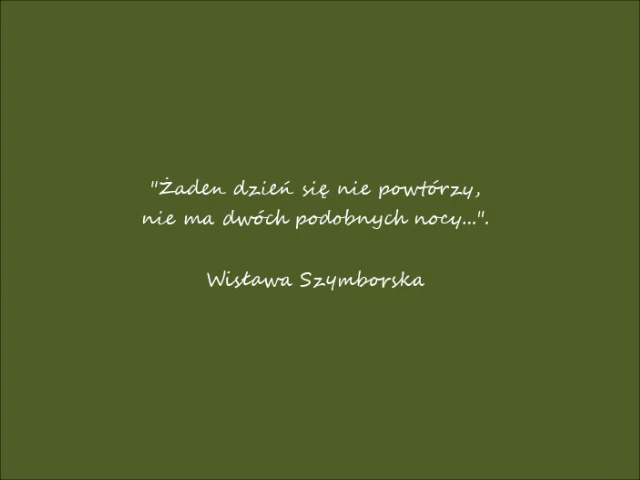 "Żaden dzień się nie powtórzy,
nie ma dwóch podobnych nocy...".
Wisława Szymborska